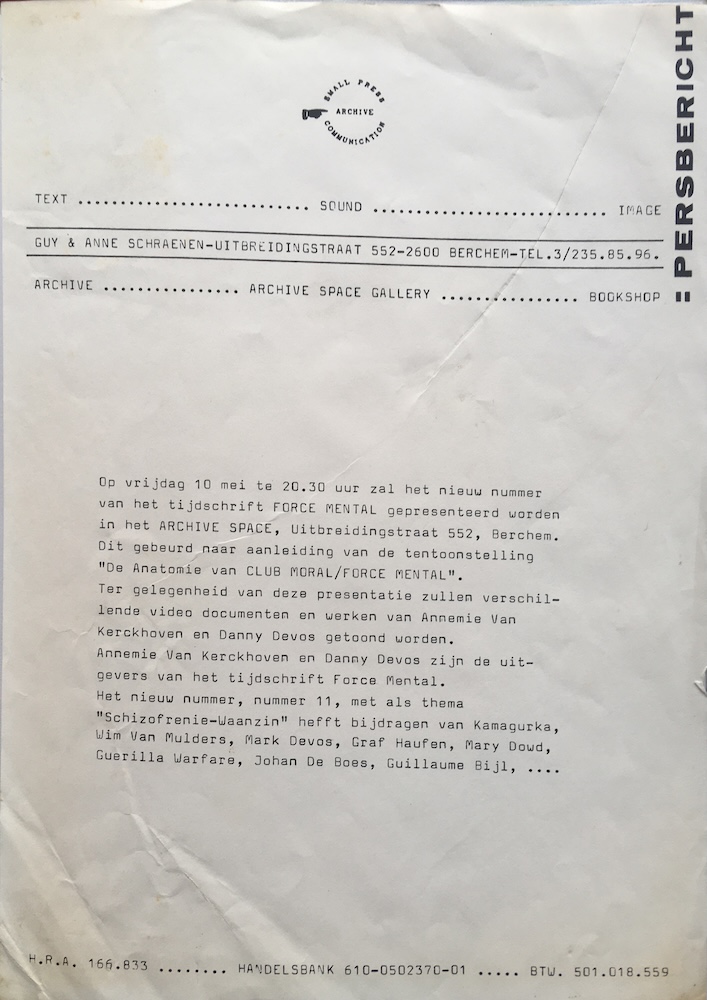 SMALL PRESS
ARCHIVE
COMMUNICATION
:: PERSBERICHT
TEXT .......................... SOUND ........................ IMAGE
GUY & ANNE SCHRAENEN-UITBREIDINGSTRAAT 552-2600 BERCHEM-TEL.3/235.85.96.
ARCHIVE ................ ARCHIVE SPACE GALLERY ................ BOOKSHOP
Op vrijdag 10 mei te 20.30 uur zal het nieuw nummer
van het tijdschrift FORCE MENTAL gepresenteerd worden
in het ARCHIVE SPACE, Uitbreidingstraat 552, Berchem.
Dit gebeurd naar aanleiding van de tentoonstelling
"De Anatomie van CLUB MORAL/FORCE MENTAL".
Ter gelegenheid van deze presentatie zullen verschil-
lende video documenten en werken van Annemie Van
Kerckhoven en Danny Devos getoond worden.
Annemie Van Kerckhoven en Danny Devos zijn de uit-
gevers van het tijdschrift Force Mental.
Het nieuw nummer, nummer 11, met als thema
"Schizofrenie-Waanzin" hefft bijdragen van Kamagurka,
Wim Van Mulders, Mark Devos, Graf Haufen, Mary Dowd,
Guerilla Warfare, Johan De Boes, Guillaume Bijl, ....
H.R.A. 166.833 ........ HANDELSBANK 610-0502370-01 ..... BTW. 501.018.559